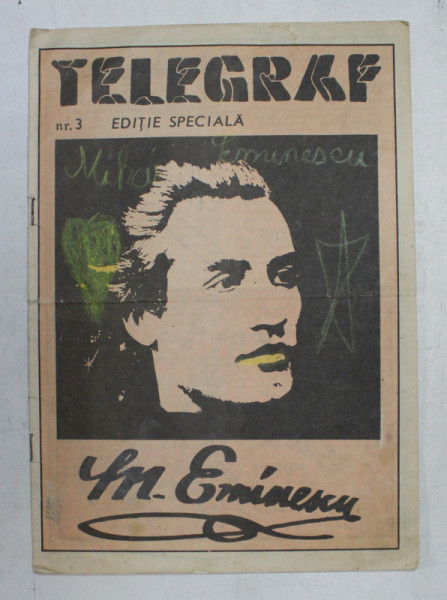 TELEGRAF
nr. 3 EDIȚIE SPECIALĂ
Mihai Eminescu
M. Eminescu